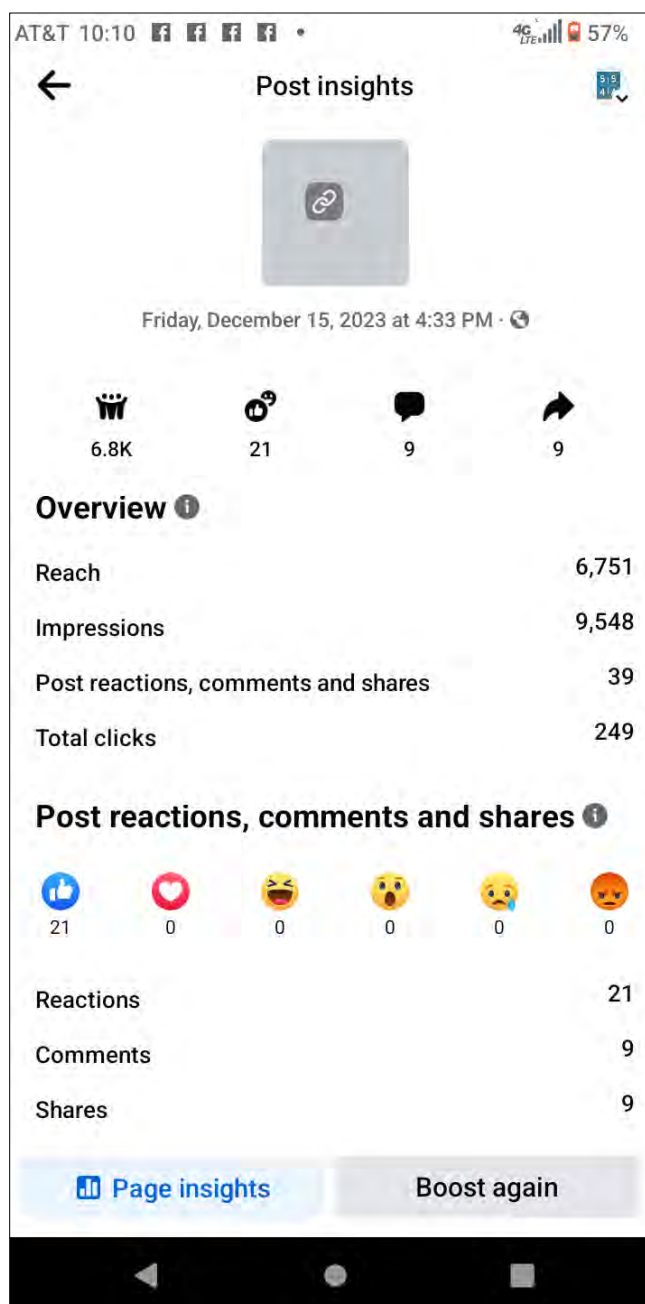 AT&T 10:10 4G LTE 57%
Post insights
Friday, December 15, 2023 at 4:33 PM ·
6.8K 21 9 9
Overview
Reach 6,751
Impressions 9,548
Post reactions, comments and shares 39
Total clicks 249
Post reactions, comments and shares
21 0 0 0 0 0
Reactions 21
Comments 9
Shares 9
Page insights Boost again